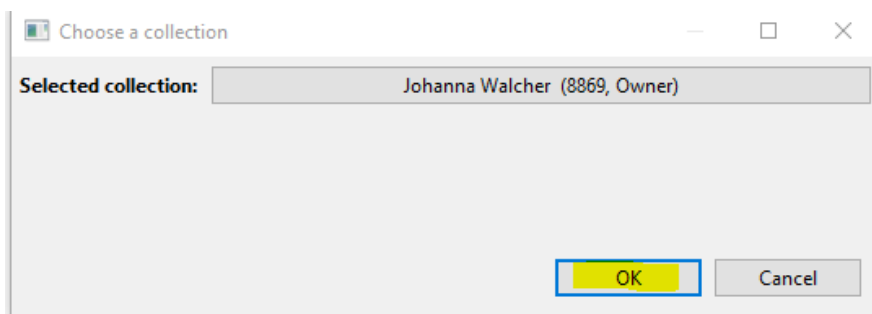 Choose a collection
Selected collection: Johanna Walcher (8869, Owner)
OK Cancel